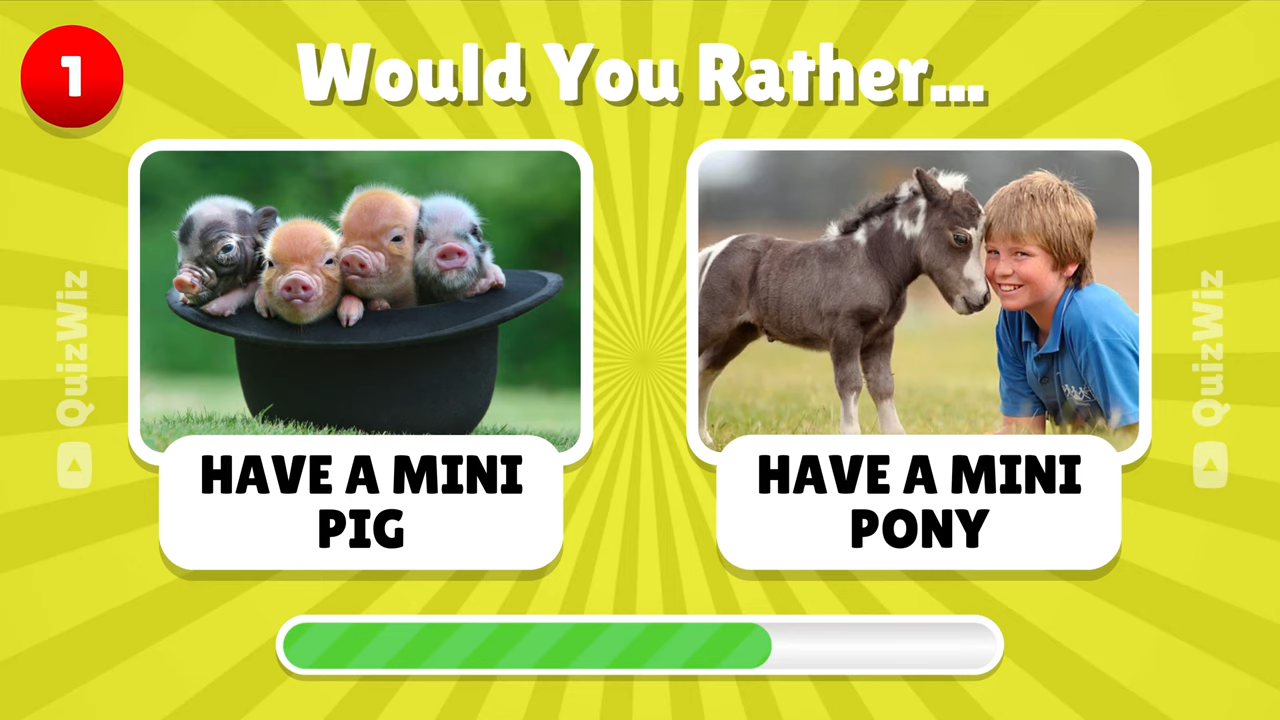 1
Would You Rather...
HAVE A MINI
PIG
HAVE A MINI
PONY
QuizWiz
QuizWiz